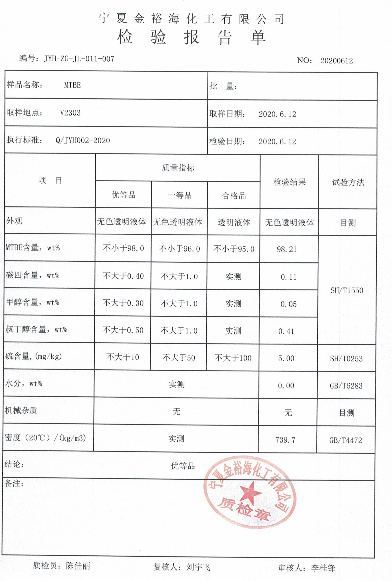 宁夏金裕海化工有限公司
检验报告单
编号: JYH-ZG-JL-011-007 NO: 20200612
样品名称: MTBE 批 量:
取样地点: V2303 取样日期: 2020.6.12
执行标准: Q/JYH002-2020 检验日期: 2020.6.12
项 目 质量指标 检验结果 试验方法
优等品 一等品 合格品
外观 无色透明液体 无色透明液体 透明液体 无色透明液体 目测
MTBE含量, wt% 不小于98.0 不小于96.0 不小于95.0 98.21 SH/T1550
碳四含量, wt% 不大于0.40 不大于1.0 实测 0.11
甲醇含量, wt% 不大于0.30 不大于1.0 实测 0.05
叔丁醇含量, wt% 不大于0.50 不大于1.0 实测 0.41
硫含量, (mg/kg) 不大于10 不大于50 不大于100 5.00 SH/T0253
水分, wt% 实测 0.00 GB/T6283
机械杂质 无 无 目测
密度 (20℃) /(kg/m3) 实测 739.7 GB/T4472
结论: 优等品
备注:
宁夏金裕海化工有限公司
质检章
质检员: 陈佳丽 复核人: 刘宇飞 审核人: 李桂锋